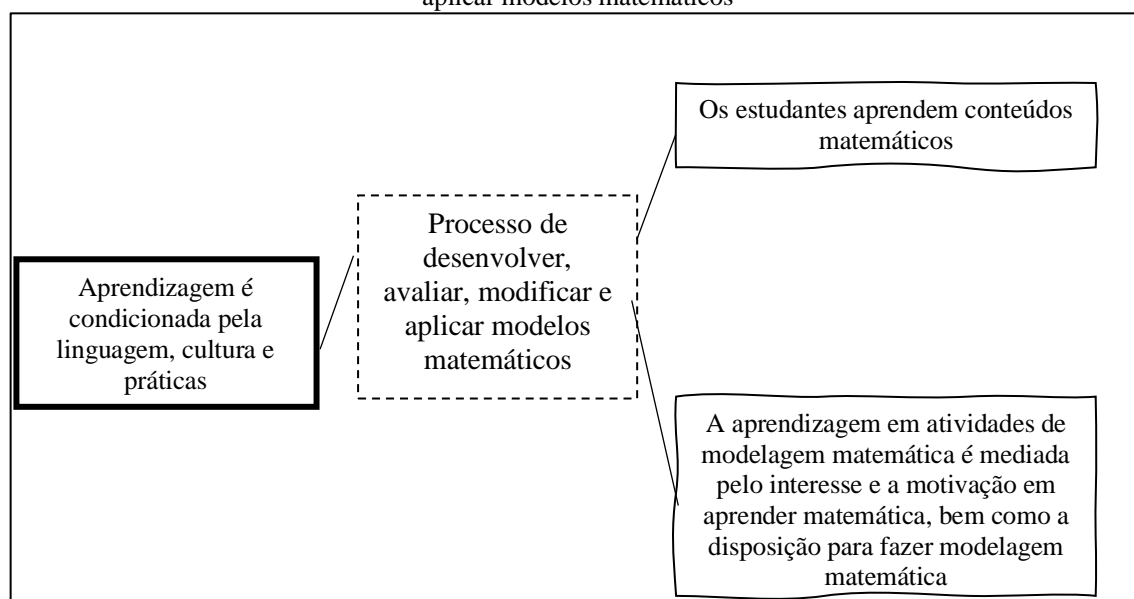 aplicar modelos matemáticos
Os estudantes aprendem conteúdos
matemáticos
Processo de
desenvolver,
avaliar, modificar e
aplicar modelos
matemáticos
Aprendizagem é
condicionada pela
linguagem, cultura e
práticas
A aprendizagem em atividades de
modelagem matemática é mediada
pelo interesse e a motivação em
aprender matemática, bem como a
disposição para fazer modelagem
matemática